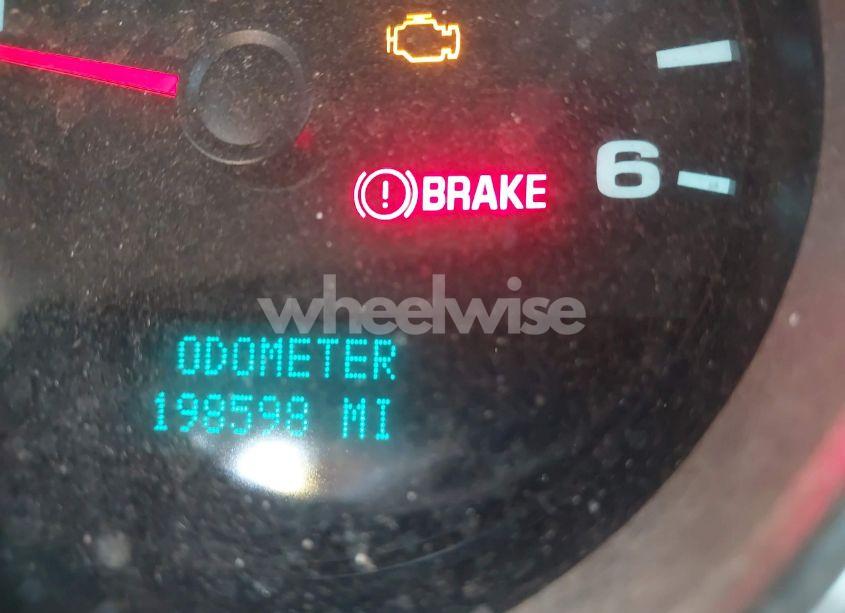 BRAKE
6
wheelwise
ODOMETER
198598 MI